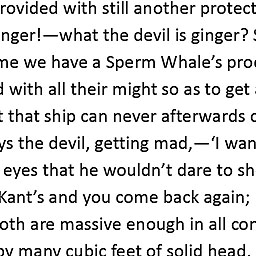 rovided with still another protect
nger!—what the devil is ginger? S
me we have a Sperm Whale’s pro
d with all their might so as to get a
t that ship can never afterwards
ys the devil, getting mad,—‘I wan
eyes that he wouldn’t dare to sh
Kant’s and you come back again;
oth are massive enough in all con
by many cubic feet of solid head.